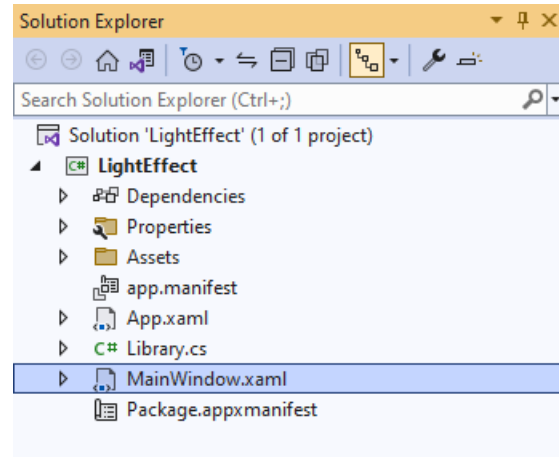 Solution Explorer
Search Solution Explorer (Ctrl+;)
Solution 'LightEffect' (1 of 1 project)
C# LightEffect
Dependencies
Properties
Assets
app.manifest
App.xaml
C# Library.cs
MainWindow.xaml
Package.appxmanifest